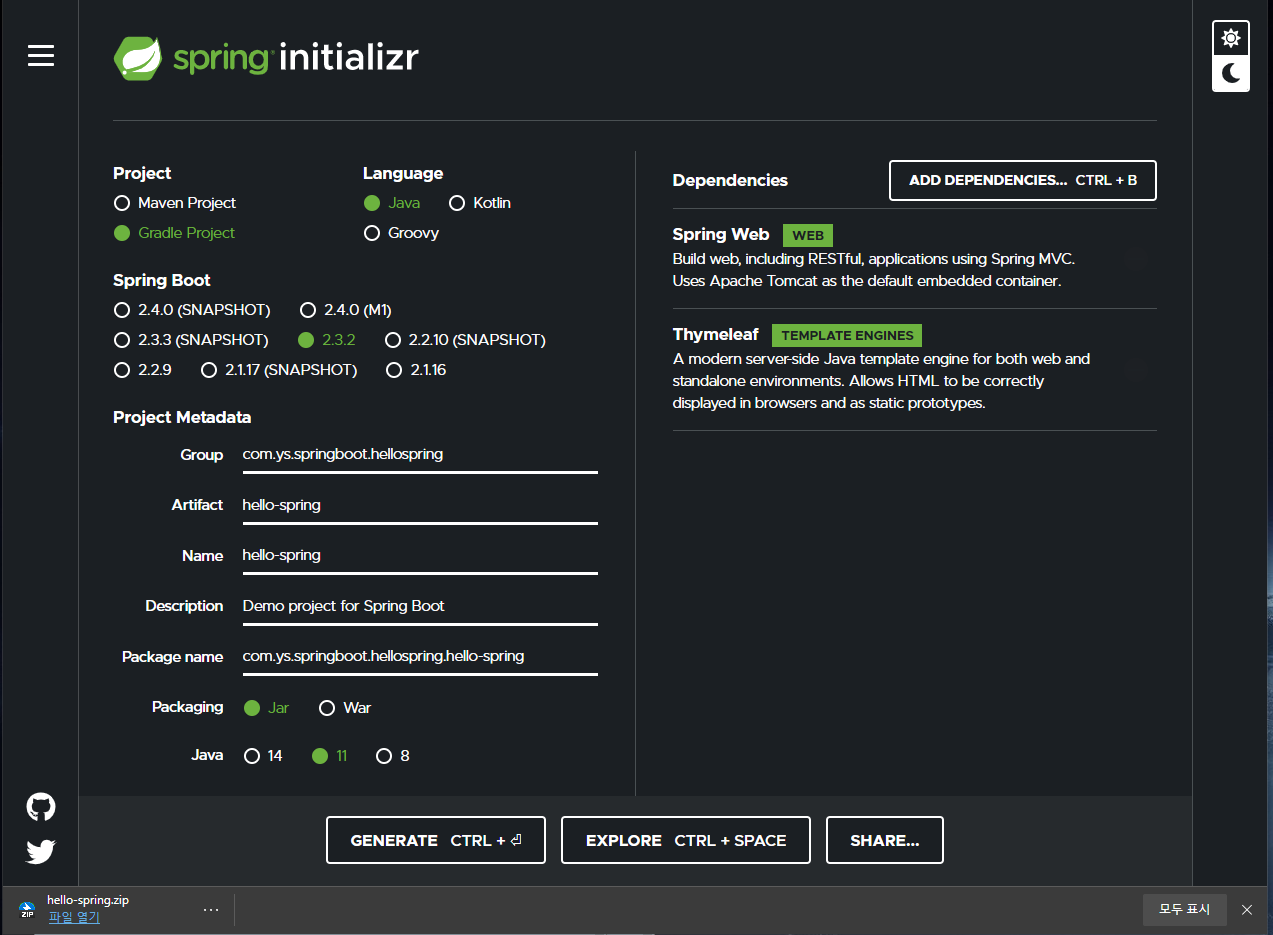 spring initializr
Project
Maven Project
Gradle Project
Language
Java Kotlin
Groovy
Spring Boot
2.4.0 (SNAPSHOT) 2.4.0 (M1)
2.3.3 (SNAPSHOT) 2.3.2 2.2.10 (SNAPSHOT)
2.2.9 2.1.17 (SNAPSHOT) 2.1.16
Project Metadata
Group com.ys.springboot.hellospring
Artifact hello-spring
Name hello-spring
Description Demo project for Spring Boot
Package name com.ys.springboot.hellospring.hello-spring
Packaging Jar War
Java 14 11 8
Dependencies ADD DEPENDENCIES... CTRL + B
Spring Web WEB
Build web, including RESTful, applications using Spring MVC.
Uses Apache Tomcat as the default embedded container.
Thymeleaf TEMPLATE ENGINES
A modern server-side Java template engine for both web and
standalone environments. Allows HTML to be correctly
displayed in browsers and as static prototypes.
GENERATE CTRL + ⏎ EXPLORE CTRL + SPACE SHARE...
ZIP
hello-spring.zip
파일 열기
... 모두 표시